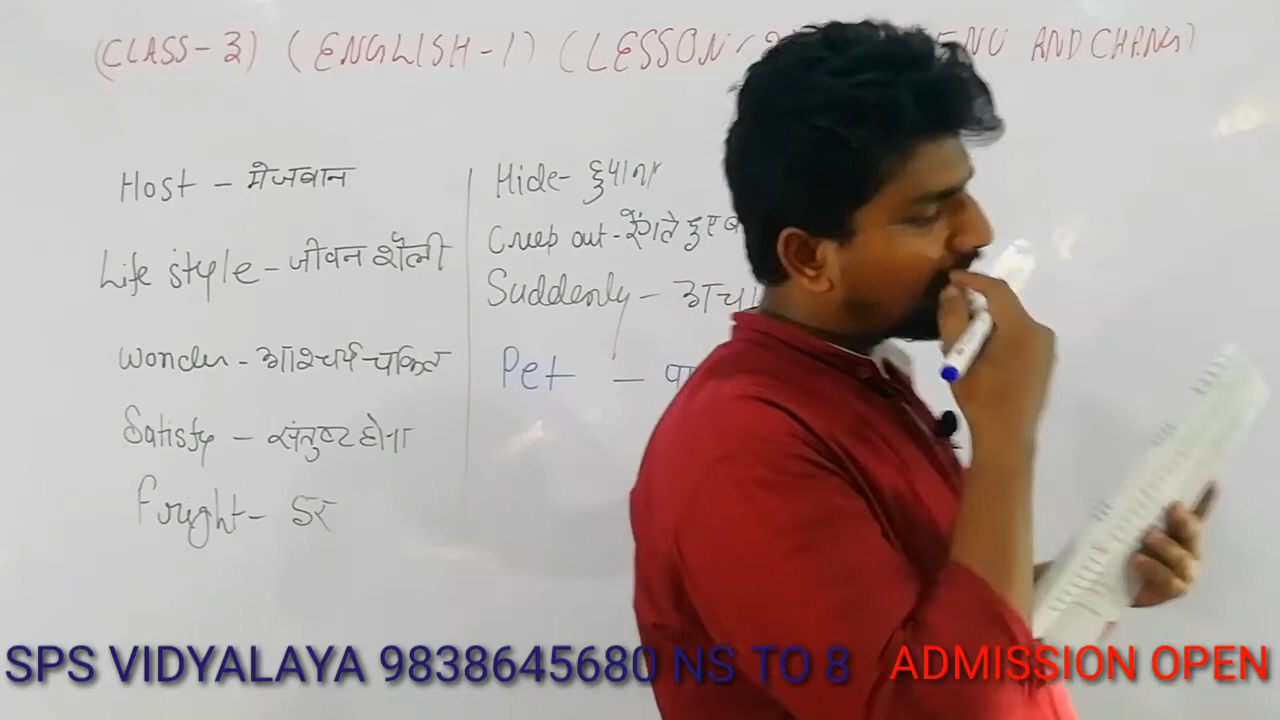 (CLASS-3) (ENGLISH-1) (LESSON AND CHANG)
Host - मेजबान
Life style - जीवन शैली
Wonder - आश्चर्य चकित
Satisfy - संतुष्ट होना
Fright - डर
Hide - छुपाना
Creep out - रेंगते हुए
Suddenly -
Pet -
SPS VIDYALAYA 9838645680 NS TO 8 ADMISSION OPEN